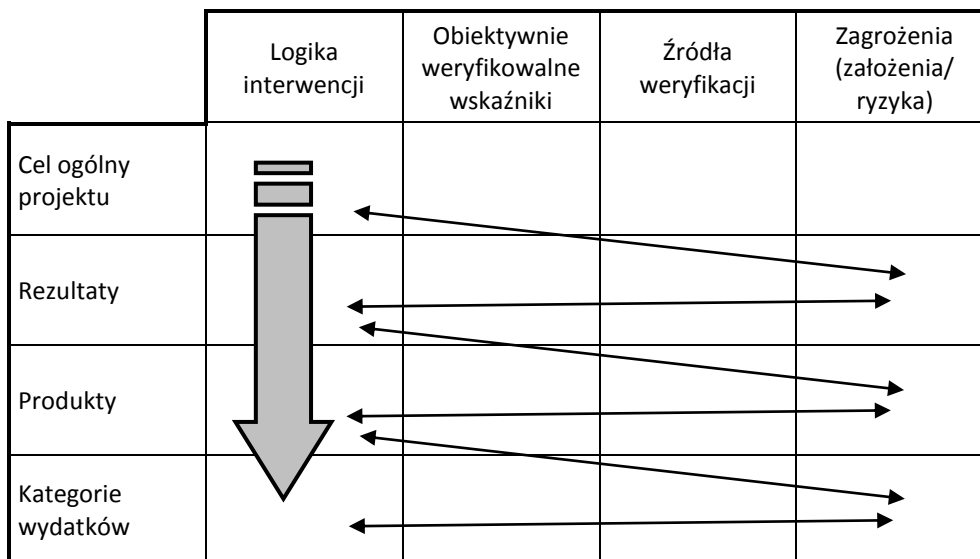 Logika
interwencji
Obiektywnie
weryfikowalne
wskaźniki
Źródła
weryfikacji
Zagrożenia
(założenia/
ryzyka)
Cel ogólny
projektu
Rezultaty
Produkty
Kategorie
wydatków